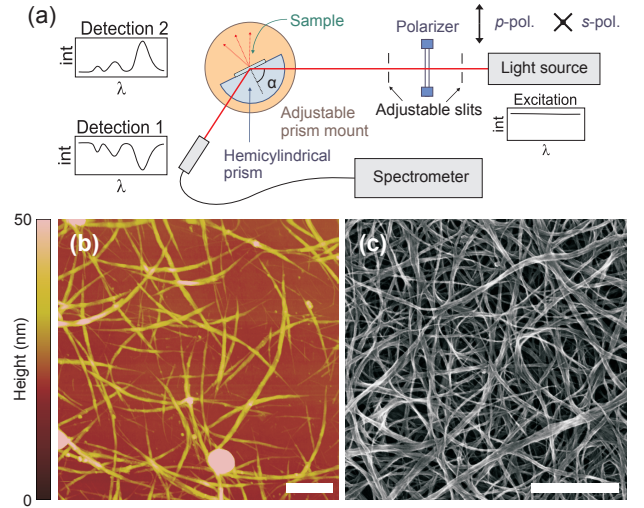 (a)
Detection 2
int
λ
Detection 1
int
λ
Sample
α
Adjustable
prism mount
Hemicylindrical
prism
Polarizer
p-pol.
s-pol.
Light source
Adjustable slits
Excitation
int
λ
Spectrometer
50
Height (nm)
0
(b)
(c)